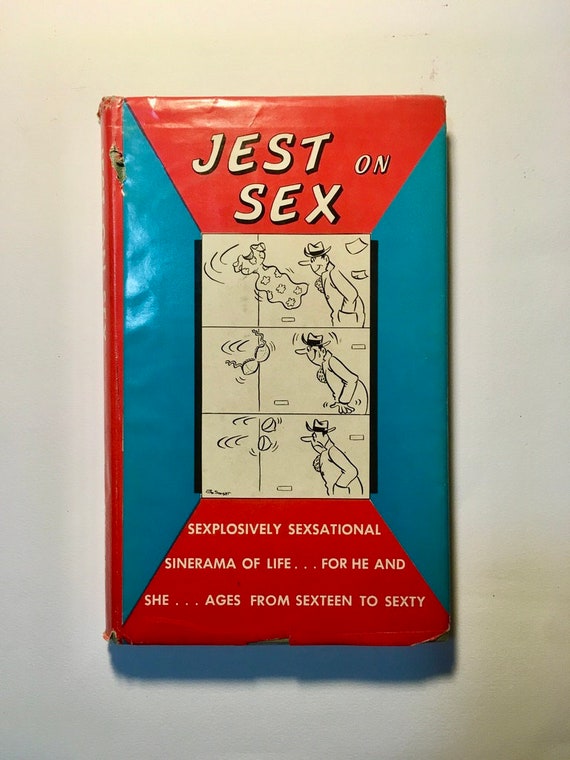 JEST ON
SEX
SEXPLOSIVELY SEXSATIONAL
SINERAMA OF LIFE . . . FOR HE AND
SHE . . . AGES FROM SEXTEEN TO SEXTY